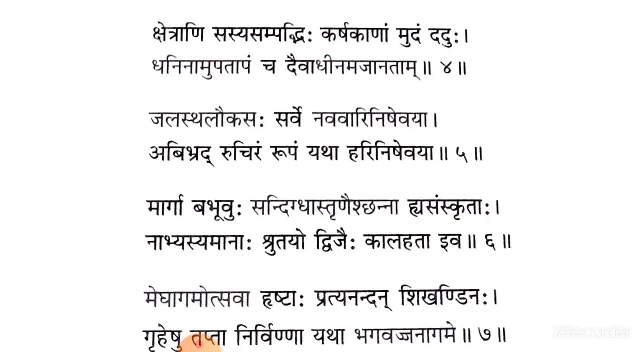 क्षेत्राणि सस्यसम्पद्भिः कर्षकाणां मुदं ददुः।
धनिनामुपतापं च दैवाधीनमजानताम्॥ ४॥
जलस्थलौकसः सर्वे नववारिनिषेवया।
अबिभ्रद् रुचिरं रूपं यथा हरिनिषेवया॥ ५॥
मार्गा बभूवुः सन्दिग्धास्तृणैश्छन्ना ह्यसंस्कृताः।
नाभ्यस्यमानाः श्रुतयो द्विजैः कालहता इव॥ ६॥
मेघागमोत्सवा हृष्टाः प्रत्यनन्दन् शिखण्डिनः।
गृहेषु तप्ता निर्विण्णा यथा भगवज्जनागमे॥ ७॥